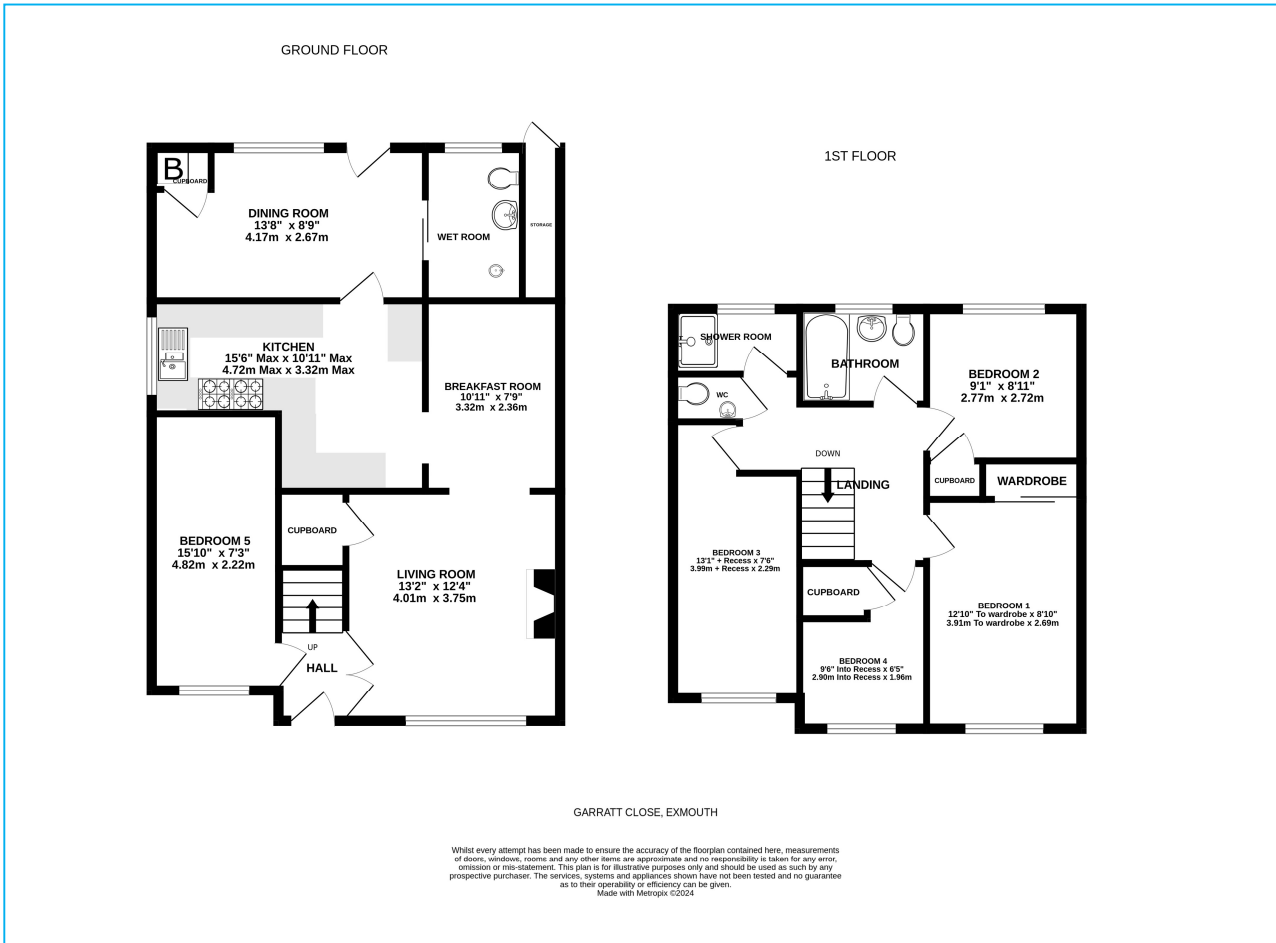 GROUND FLOOR
B
CUPBOARD
DINING ROOM
13'8" x 8'9"
4.17m x 2.67m
WET ROOM
STORAGE
KITCHEN
15'6" Max x 10'11" Max
4.72m Max x 3.32m Max
BREAKFAST ROOM
10'11" x 7'9"
3.32m x 2.36m
BEDROOM 5
15'10" x 7'3"
4.82m x 2.22m
CUPBOARD
LIVING ROOM
13'2" x 12'4"
4.01m x 3.75m
UP
HALL
1ST FLOOR
SHOWER ROOM
BATHROOM
BEDROOM 2
9'1" x 8'11"
2.77m x 2.72m
WC
DOWN
LANDING
CUPBOARD
WARDROBE
BEDROOM 3
13'1" + Recess x 7'6"
3.99m + Recess x 2.29m
CUPBOARD
BEDROOM 1
12'10" To wardrobe x 8'10"
3.91m To wardrobe x 2.69m
BEDROOM 4
9'6" Into Recess x 6'5"
2.90m Into Recess x 1.96m
GARRATT CLOSE, EXMOUTH
Whilst every attempt has been made to ensure the accuracy of the floorplan contained here, measurements
of doors, windows, rooms and any other items are approximate and no responsibility is taken for any error,
omission or mis-statement. This plan is for illustrative purposes only and should be used as such by any
prospective purchaser. The services, systems and appliances shown have not been tested and no guarantee
as to their operability or efficiency can be given.
Made with Metropix ©2024